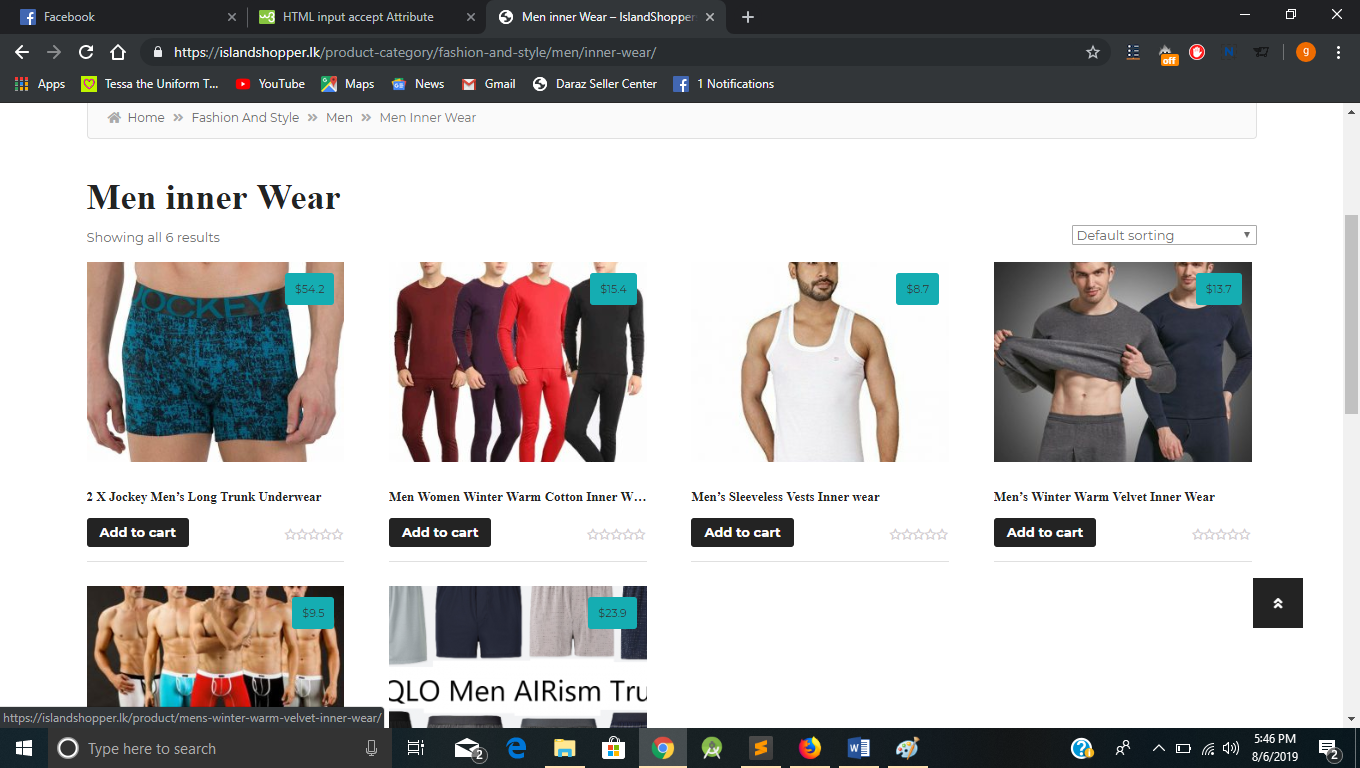 Facebook
HTML input accept Attribute
Men inner Wear – IslandShopper
https://islandshopper.lk/product-category/fashion-and-style/men/inner-wear/
off
g
Apps
Tessa the Uniform T...
YouTube
Maps
News
Gmail
Daraz Seller Center
1 Notifications
Home » Fashion And Style » Men » Men Inner Wear
Men inner Wear
Showing all 6 results
Default sorting
JOCKEY
$54.2
$15.4
$8.7
$13.7
2 X Jockey Men’s Long Trunk Underwear
Men Women Winter Warm Cotton Inner W...
Men’s Sleeveless Vests Inner wear
Men’s Winter Warm Velvet Inner Wear
Add to cart
Add to cart
Add to cart
Add to cart
$9.5
$23.9
QLO Men AIRism Tru
https://islandshopper.lk/product/mens-winter-warm-velvet-inner-wear/
Type here to search
2
5:46 PM
8/6/2019
2